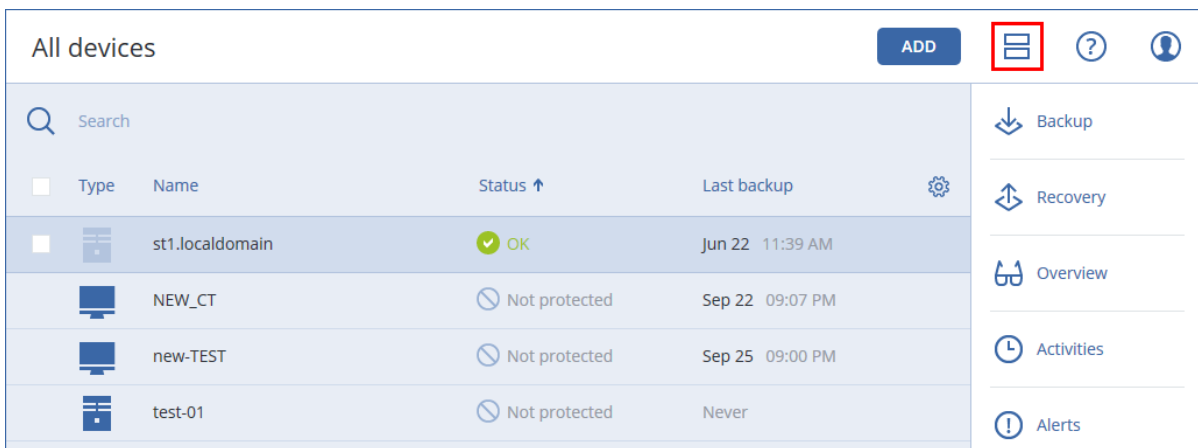 All devices
ADD
Search
Backup
Type Name Status Last backup
Recovery
st1.localdomain OK Jun 22 11:39 AM
Overview
NEW_CT Not protected Sep 22 09:07 PM
new-TEST Not protected Sep 25 09:00 PM
Activities
test-01 Not protected Never
Alerts